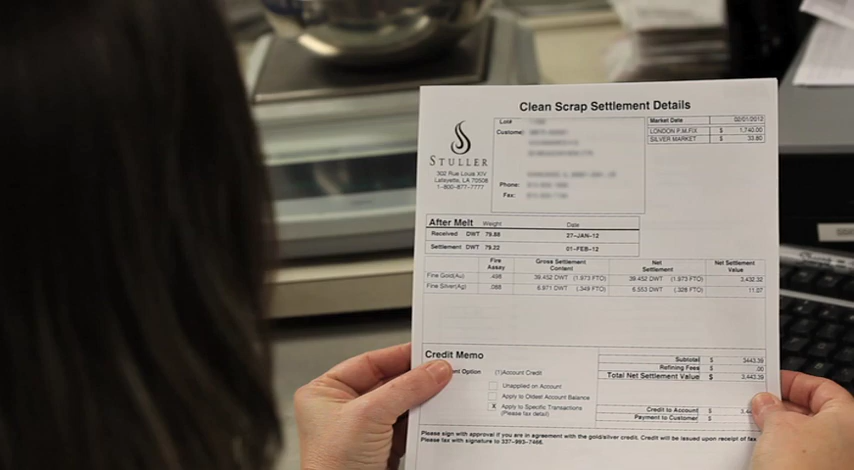 Clean Scrap Settlement Details
STULLER
302 Rue Louis XIV
Lafayette, LA 70508
1-800-877-7777
Lot#
Customer
Phone:
Fax:
Market Date 02/01/2012
LONDON P.M.FIX $ 1,740.00
SILVER MARKET $ 33.80
After Melt Weight Date
Received DWT 79.88 27-JAN-12
Settlement DWT 79.22 01-FEB-12
Fire Assay Gross Settlement Content Net Settlement Net Settlement Value
Fine Gold(Au) .498 39.452 DWT (1.973 FTO) 39.452 DWT (1.973 FTO) 3,432.32
Fine Silver(Ag) .088 6.971 DWT (.349 FTO) 6.553 DWT (.328 FTO) 11.07
Credit Memo
Option (1)Account Credit
Unapplied on Account
Apply to Oldest Account Balance
X Apply to Specific Transactions
(Please fax detail)
Subtotal $ 3443.39
Refining Fees $ .00
Total Net Settlement Value $ 3,443.39
Credit to Account $
Payment to Customer $
Please sign with approval if you are in agreement with the gold/silver credit. Credit will be issued upon receipt of fax
Please fax with signature to 337-993-7466.